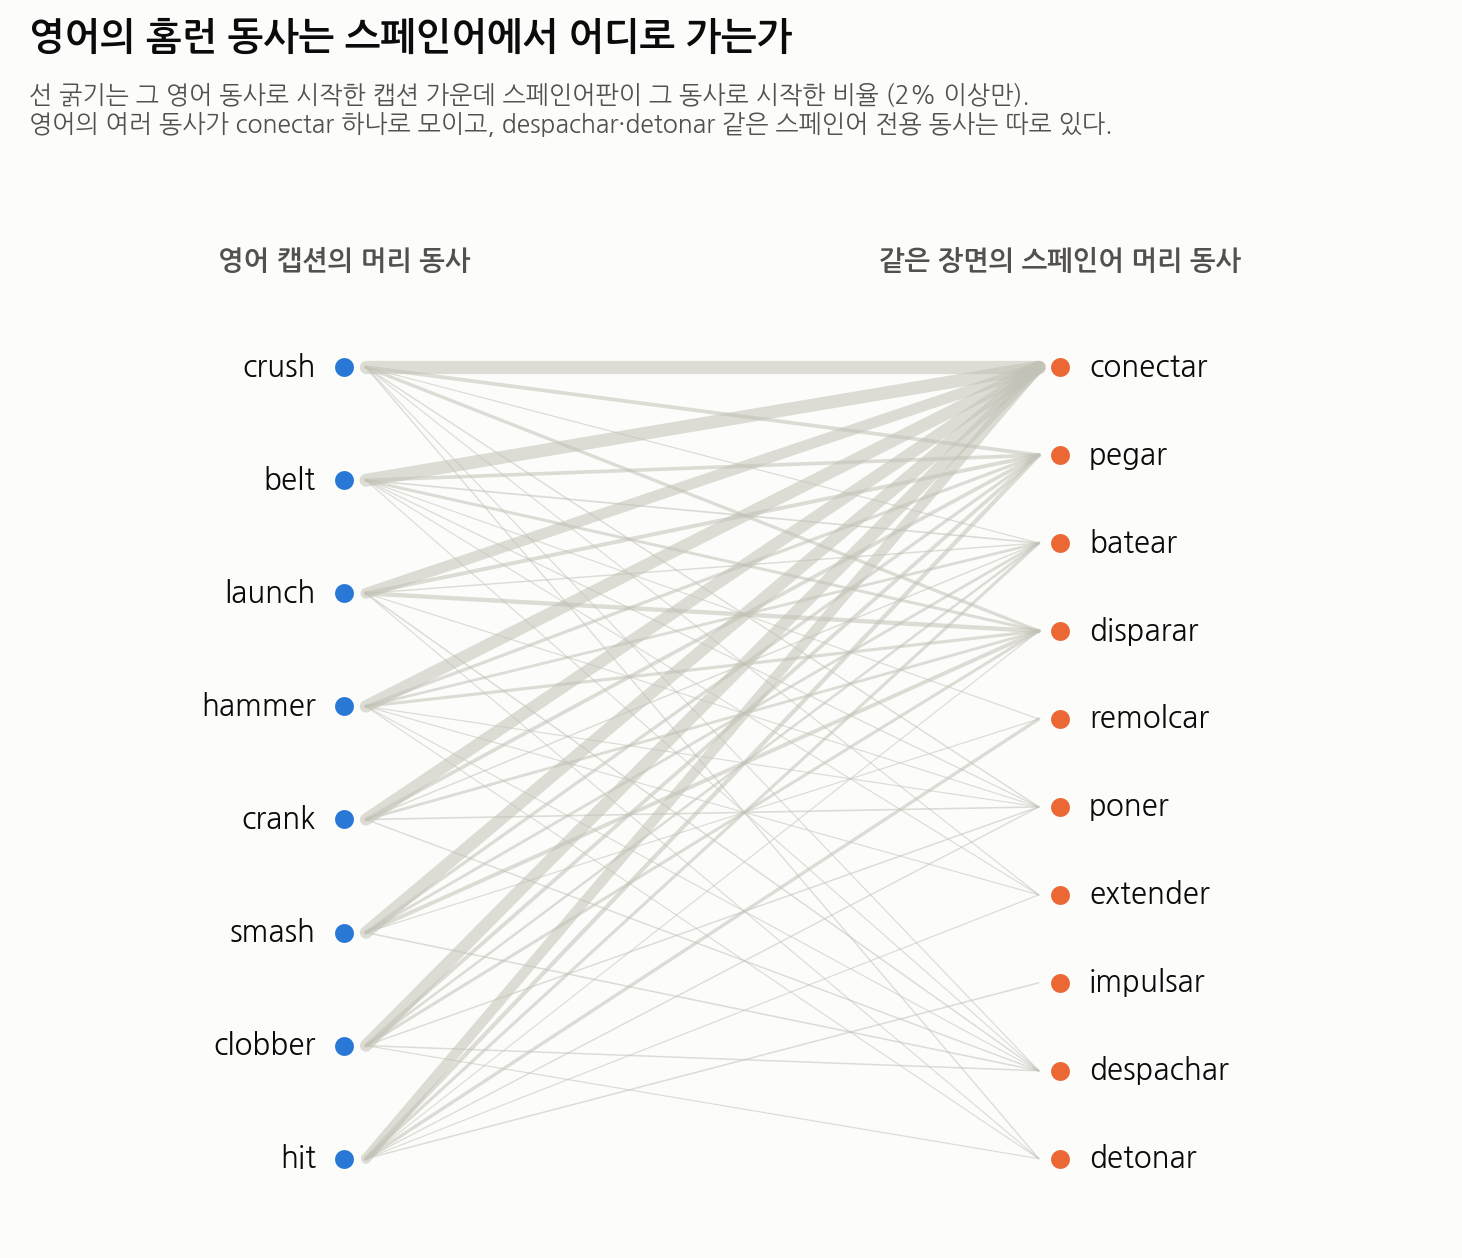 영어의 홈런 동사는 스페인어에서 어디로 가는가
선 굵기는 그 영어 동사로 시작한 캡션 가운데 스페인어판이 그 동사로 시작한 비율 (2% 이상만).
영어의 여러 동사가 conectar 하나로 모이고, despachar·detonar 같은 스페인어 전용 동사는 따로 있다.
영어 캡션의 머리 동사
같은 장면의 스페인어 머리 동사
crush
belt
launch
hammer
crank
smash
clobber
hit
conectar
pegar
batear
disparar
remolcar
poner
extender
impulsar
despachar
detonar